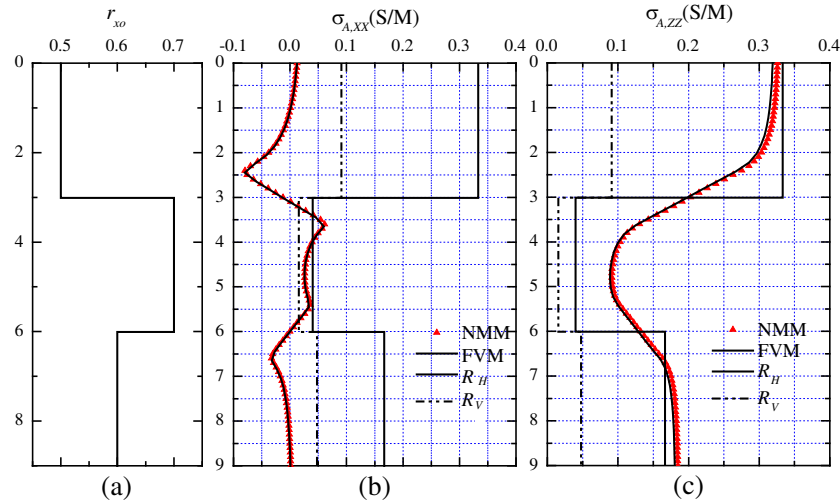 r_xo
0.5 0.6 0.7
0
2
4
6
8
(a)
σ_A,XX(S/M)
-0.1 0.0 0.1 0.2 0.3 0.4
0
1
2
3
4
5
6
7
8
9
NMM
FVM
R_H
R_V
(b)
σ_A,ZZ(S/M)
0.0 0.1 0.2 0.3 0.4
0
1
2
3
4
5
6
7
8
9
NMM
FVM
R_H
R_V
(c)